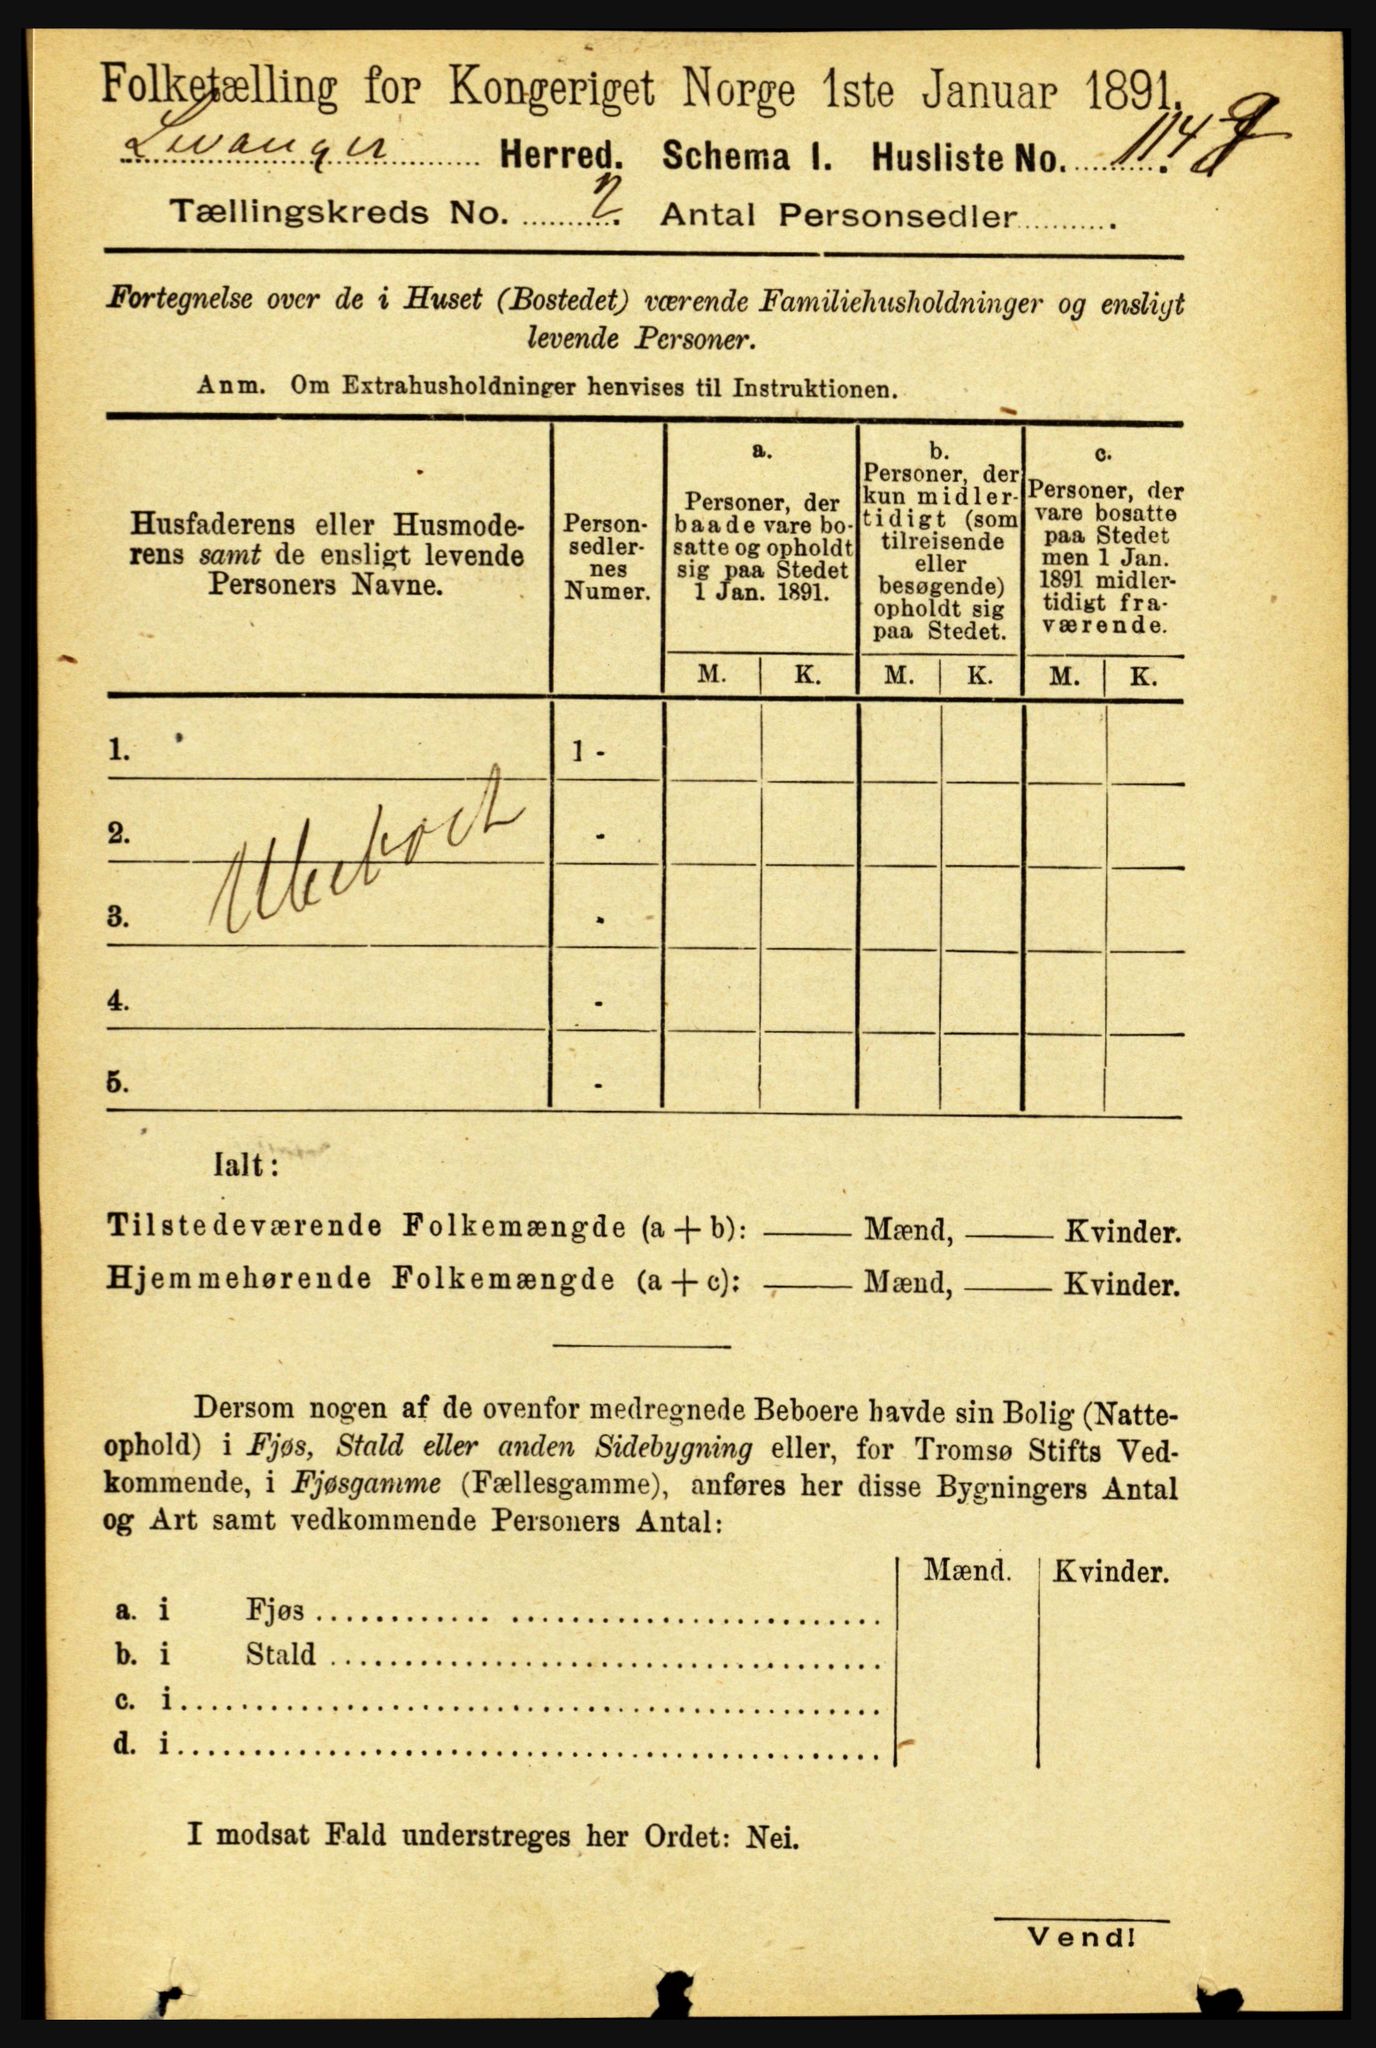 Folketælling for Kongeriget Norge 1ste Januar 1891.
Levanger Herred. Schema I. Husliste No. 114
Tællingskreds No. 2. Antal Personsedler .
Fortegnelse over de i Huset (Bostedet) værende Familiehusholdninger og ensligt
levende Personer.
Anm. Om Extrahusholdninger henvises til Instruktionen.
Husfaderens eller Husmode-
rens samt de ensligt levende
Personers Navne.
Person-
sedler-
nes
Numer.
a.
Personer, der
baade vare bo-
satte og opholdt
sig paa Stedet
1 Jan. 1891.
b.
Personer, der
kun midler-
tidigt (som
tilreisende
eller
besøgende)
opholdt sig
paa Stedet.
c.
Personer, der
vare bosatte
paa Stedet
men 1 Jan.
1891 midler-
tidigt fra-
værende.
M. K. M. K. M. K.
1. 1 -
2. -
Ubeboet
3. -
4. -
5. -
Ialt:
Tilstedeværende Folkemængde (a + b): —— Mænd, —— Kvinder.
Hjemmehørende Folkemængde (a + c): —— Mænd, —— Kvinder.
Dersom nogen af de ovenfor medregnede Beboere havde sin Bolig (Natte-
ophold) i Fjøs, Stald eller anden Sidebygning eller, for Tromsø Stifts Ved-
kommende, i Fjøsgamme (Fællesgamme), anføres her disse Bygningers Antal
og Art samt vedkommende Personers Antal:
Mænd. Kvinder.
a. i Fjøs
b. i Stald
c. i
d. i
I modsat Fald understreges her Ordet: Nei.
Vend!